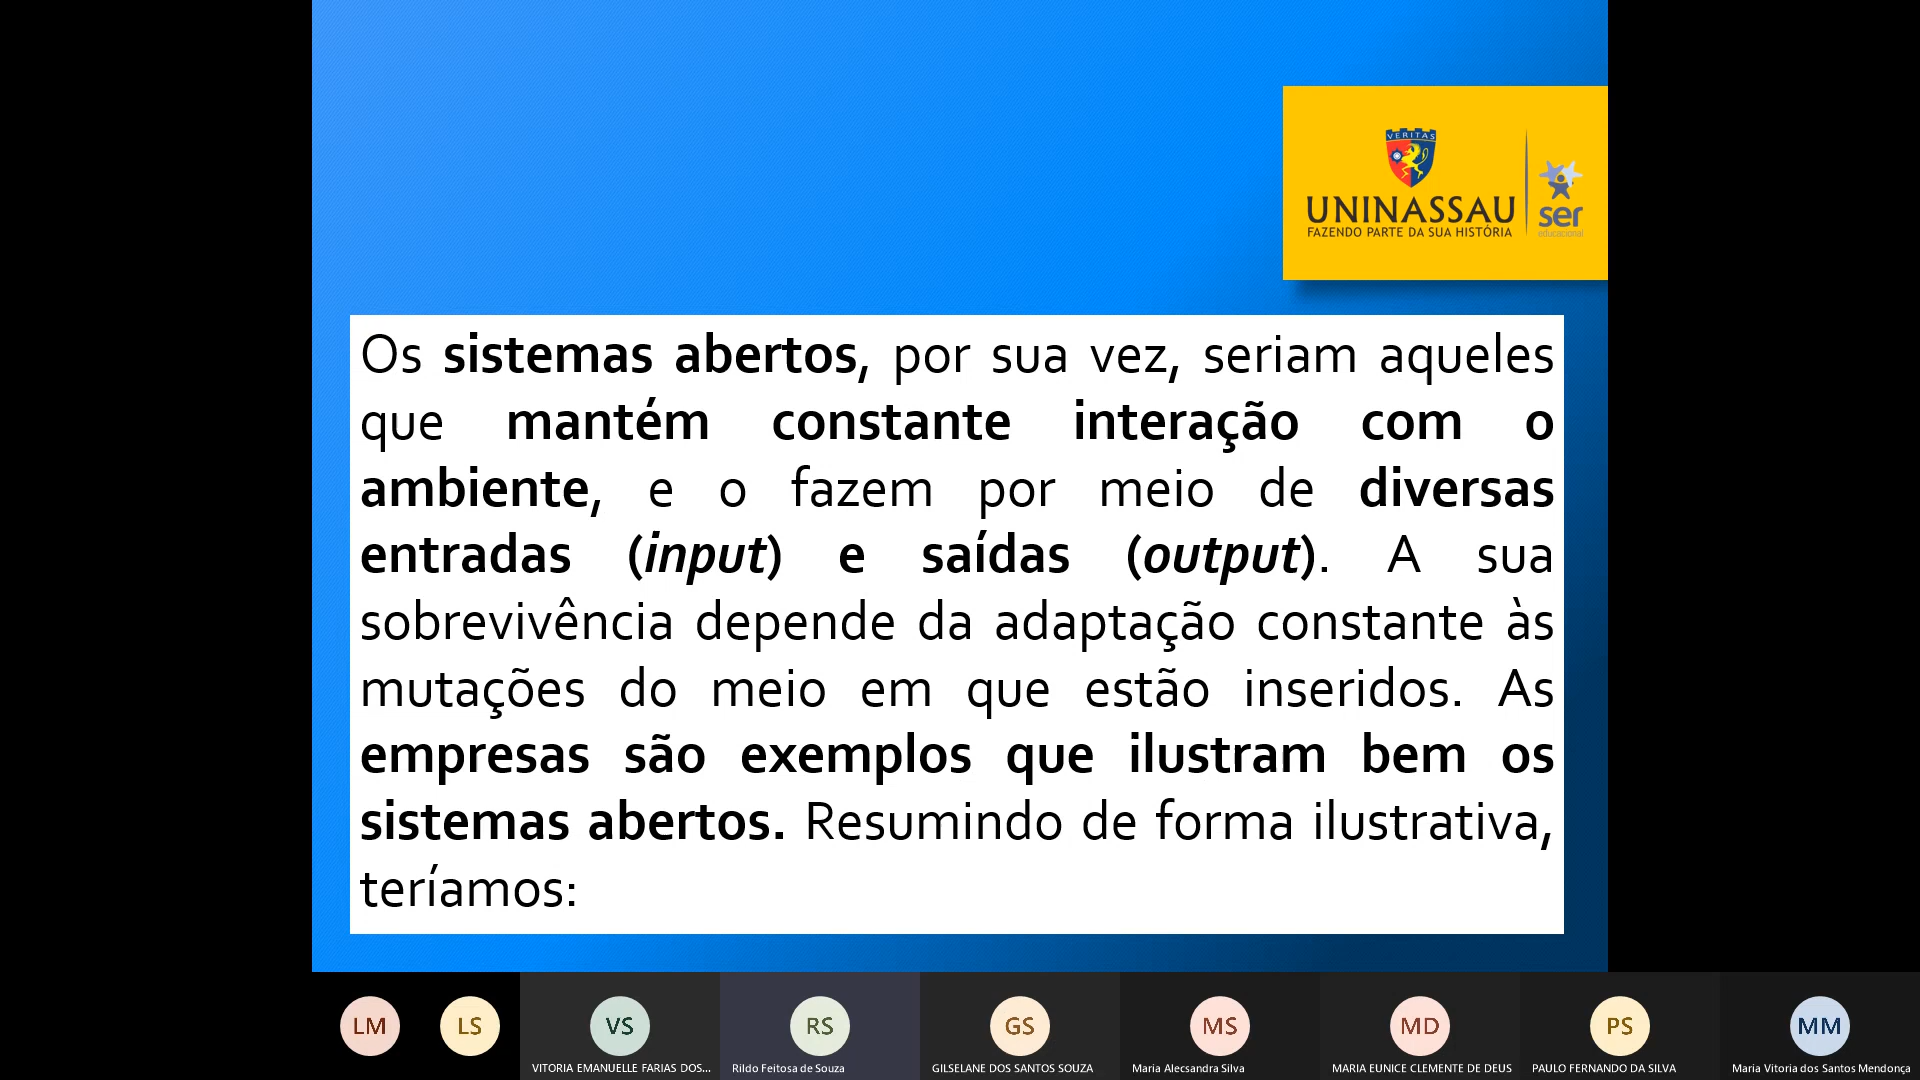 VERITAS
UNINASSAU
FAZENDO PARTE DA SUA HISTÓRIA
ser
educacional
Os sistemas abertos, por sua vez, seriam aqueles
que mantém constante interação com o
ambiente, e o fazem por meio de diversas
entradas (input) e saídas (output). A sua
sobrevivência depende da adaptação constante às
mutações do meio em que estão inseridos. As
empresas são exemplos que ilustram bem os
sistemas abertos. Resumindo de forma ilustrativa,
teríamos:
LM
LS
VS
RS
GS
MS
MD
PS
MM
VITORIA EMANUELLE FARIAS DOS...
Rildo Feitosa de Souza
GILSELANE DOS SANTOS SOUZA
Maria Alecsandra Silva
MARIA EUNICE CLEMENTE DE DEUS
PAULO FERNANDO DA SILVA
Maria Vitoria dos Santos Mendonça